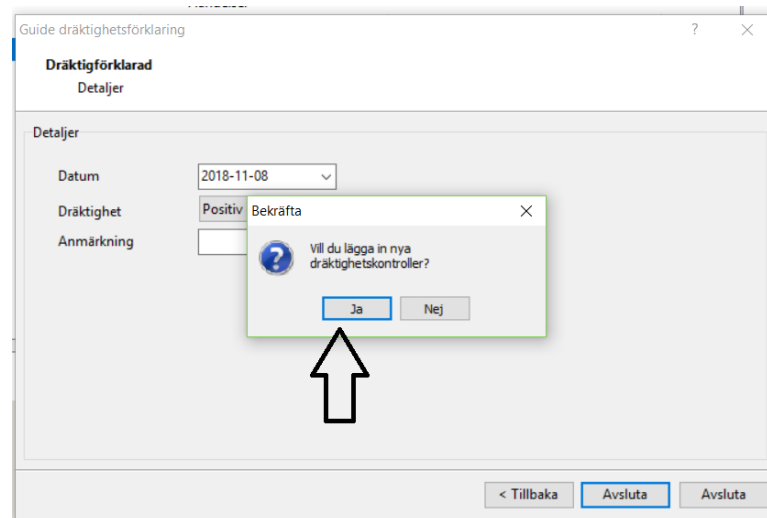 Guide dräktighetsförklaring
Dräktigförklarad
Detaljer
Detaljer
Datum 2018-11-08
Dräktighet Positiv
Anmärkning
Bekräfta
Vill du lägga in nya
dräktighetskontroller?
Ja Nej
< Tillbaka Avsluta Avsluta